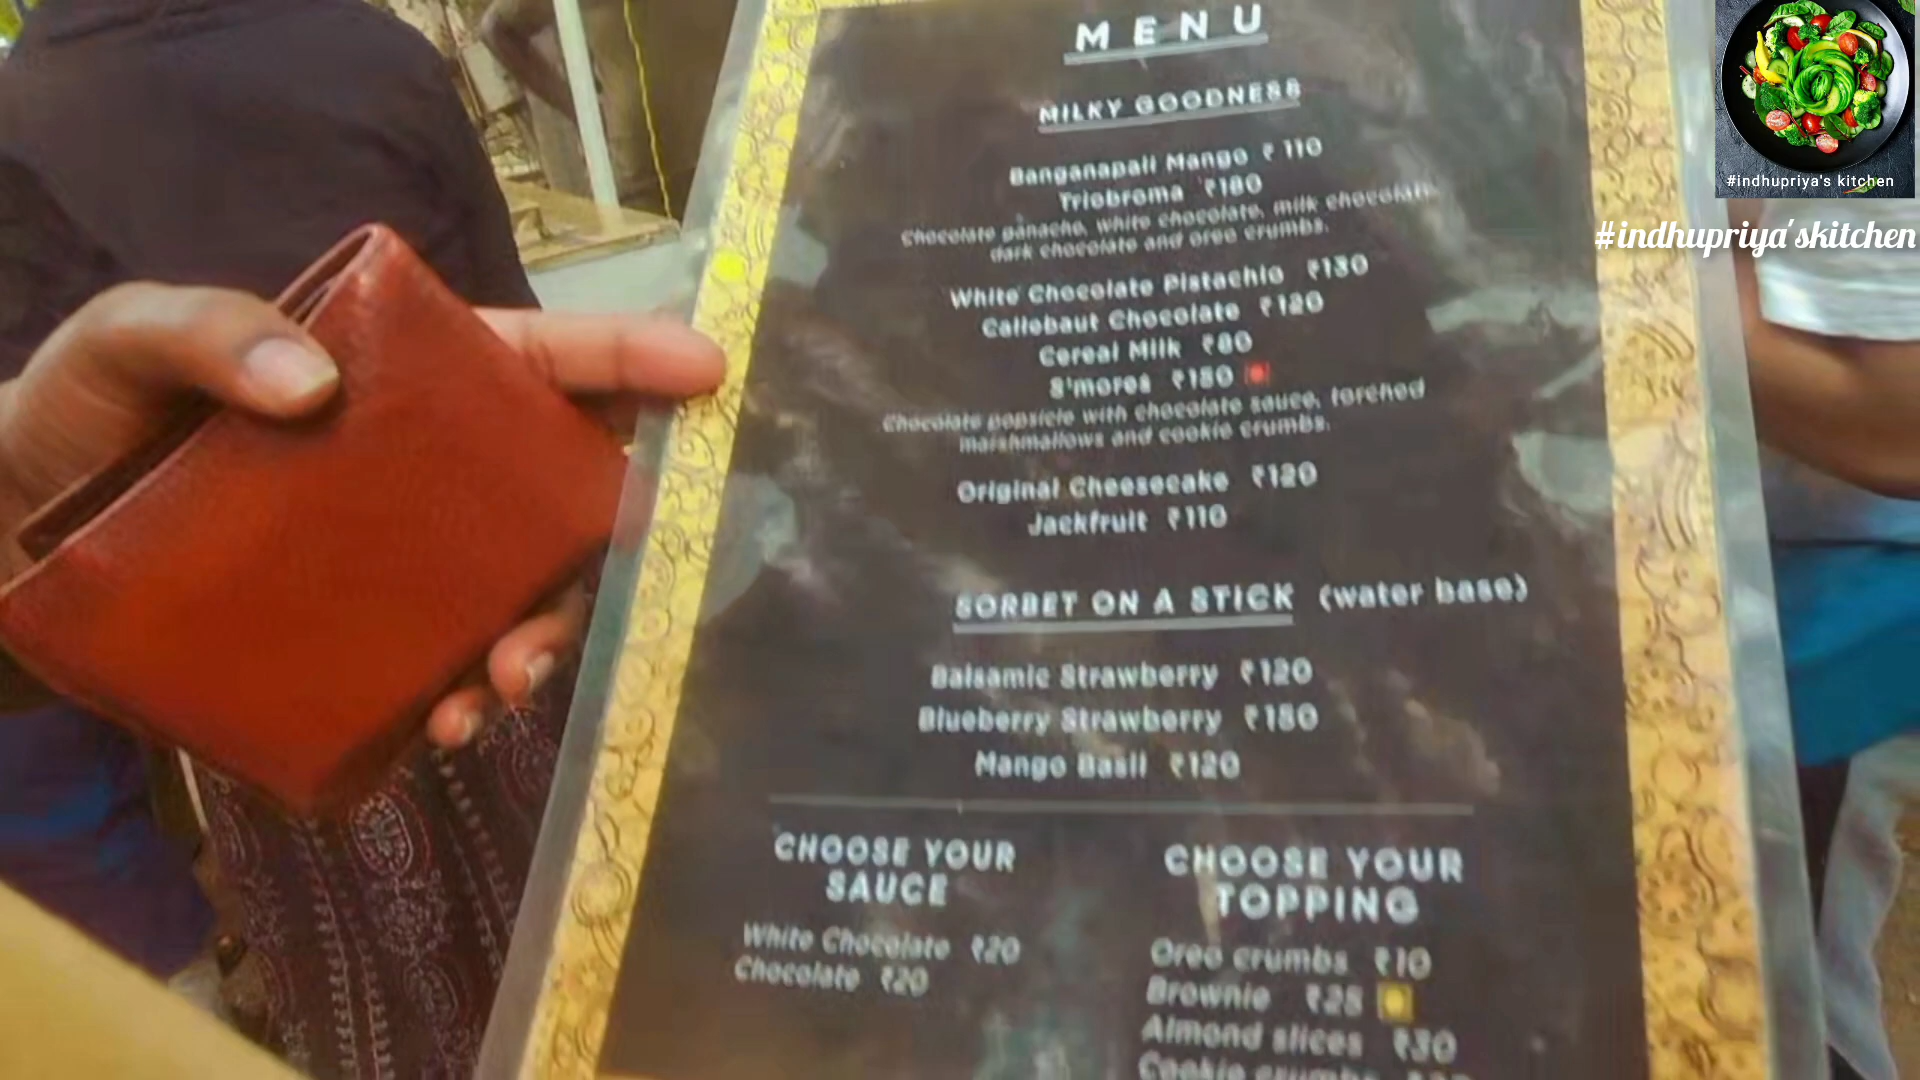 MENU
MILKY GOODNESS
Banganapali Mango ₹ 110
Triobroma ₹180
Chocolate ganache, white chocolate, milk chocolate,
dark chocolate and oreo crumbs.
White Chocolate Pistachio ₹130
Callebaut Chocolate ₹120
Cereal Milk ₹80
S'mores ₹150
Chocolate popsicle with chocolate sauce, torched
marshmallows and cookie crumbs.
Original Cheesecake ₹120
Jackfruit ₹110
SORBET ON A STICK (water base)
Balsamic Strawberry ₹120
Blueberry Strawberry ₹150
Mango Basil ₹120
CHOOSE YOUR
SAUCE
White Chocolate ₹20
Chocolate ₹20
CHOOSE YOUR
TOPPING
Oreo crumbs ₹10
Brownie ₹25
Almond slices ₹30
Cookie crumbs
#indhupriya's kitchen
#indhupriya'skitchen